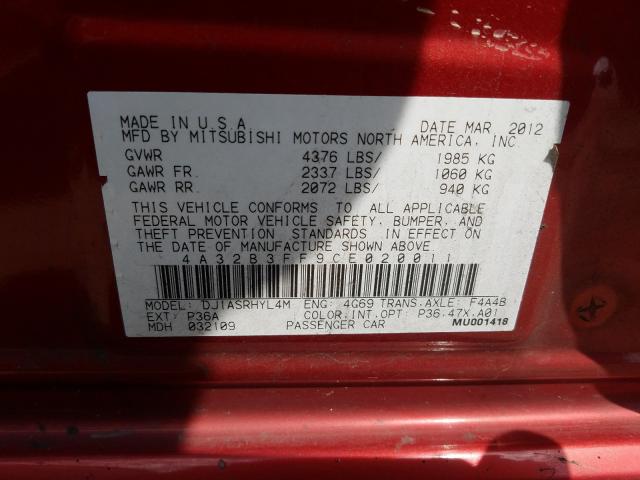 MADE IN U.S.A DATE MAR 2012
MFD BY MITSUBISHI MOTORS NORTH AMERICA, INC.
GVWR 4376 LBS/ 1985 KG
GAWR FR. 2337 LBS/ 1060 KG
GAWR RR. 2072 LBS/ 940 KG
THIS VEHICLE CONFORMS TO ALL APPLICABLE
FEDERAL MOTOR VEHICLE SAFETY, BUMPER, AND
THEFT PREVENTION STANDARDS IN EFFECT ON
THE DATE OF MANUFACTURE SHOWN ABOVE.
4A32B3FF9CE020011
MODEL: DJ1ASRHYL4M ENG: 4G69 TRANS.AXLE: F4A4B
EXT: P36A COLOR.INT.OPT: P36.47X.A01
MDH 032109 PASSENGER CAR MU001418